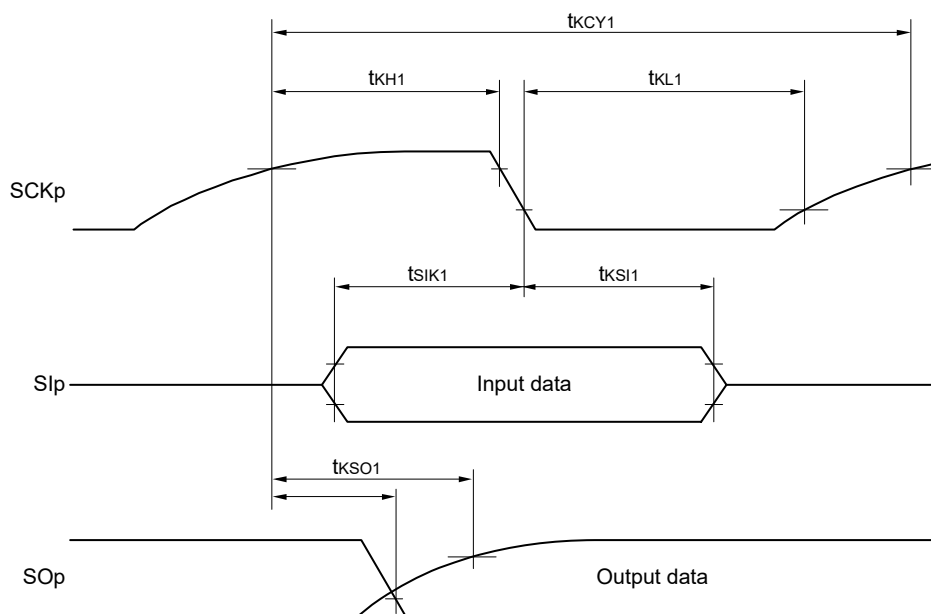 tKCY1
tKH1
tKL1
SCKp
tSIK1
tKSI1
SIp
Input data
tKSO1
SOp
Output data